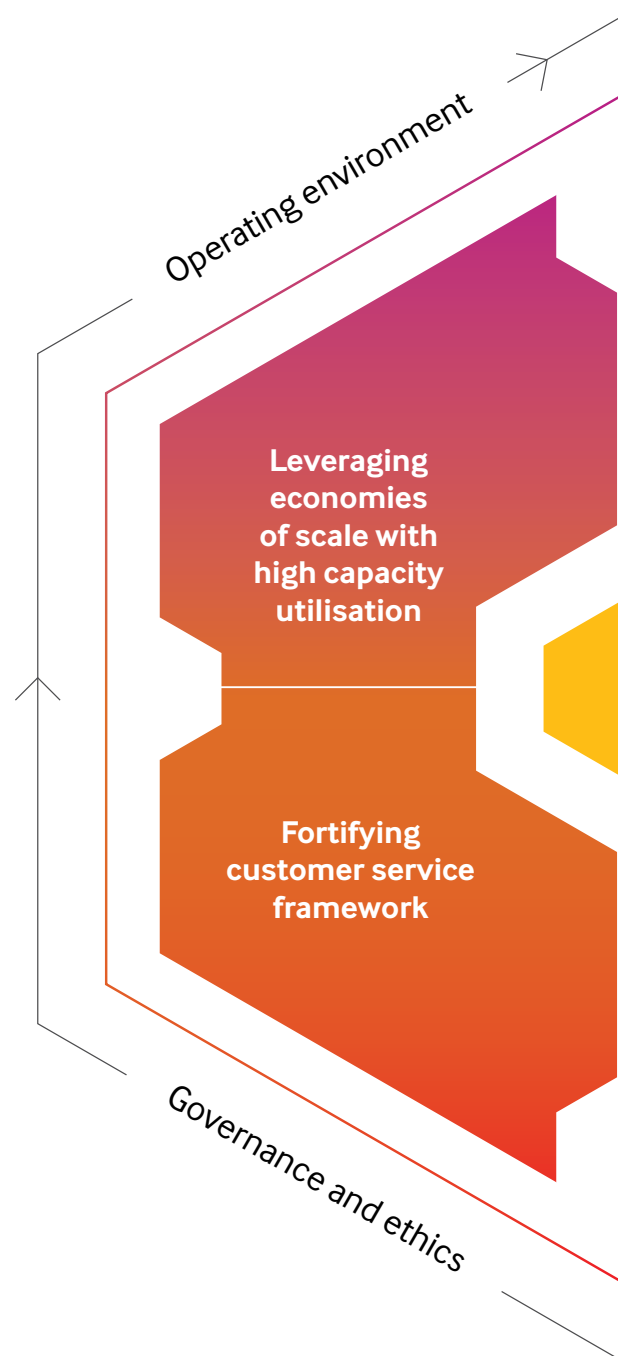 Operating environment
Leveraging
economies
of scale with
high capacity
utilisation
Fortifying
customer service
framework
Governance and ethics